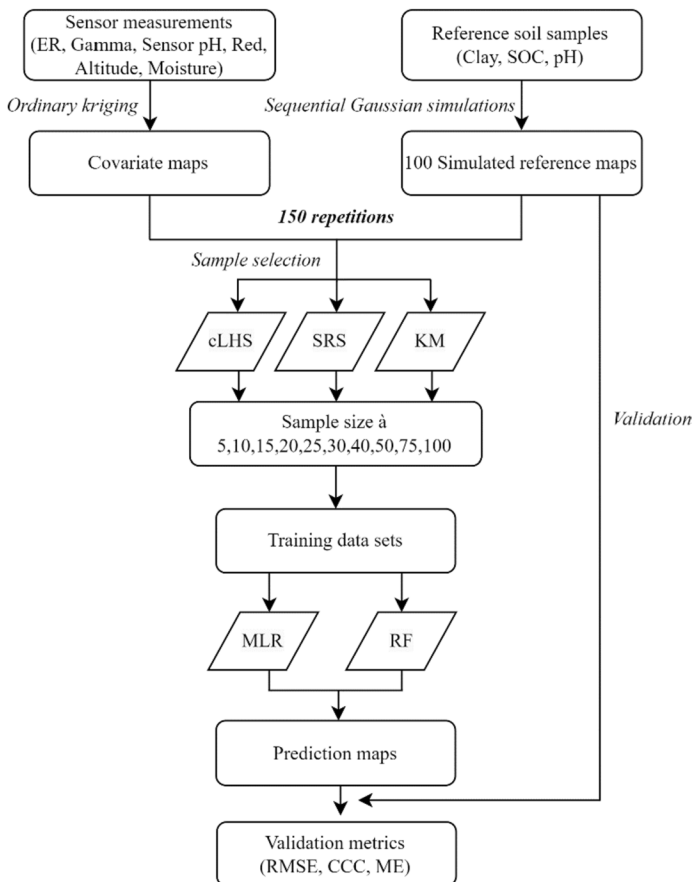 Sensor measurements
(ER, Gamma, Sensor pH, Red,
Altitude, Moisture)
Reference soil samples
(Clay, SOC, pH)
Ordinary kriging
Sequential Gaussian simulations
Covariate maps
100 Simulated reference maps
150 repetitions
Sample selection
cLHS
SRS
KM
Sample size à
5,10,15,20,25,30,40,50,75,100
Validation
Training data sets
MLR
RF
Prediction maps
Validation metrics
(RMSE, CCC, ME)